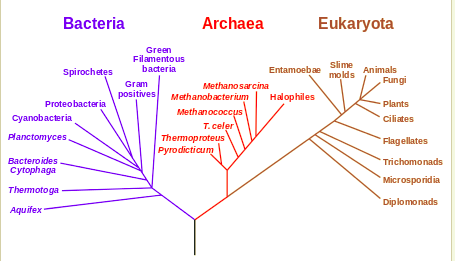 Bacteria
Archaea
Eukaryota
Green
Filamentous
bacteria
Spirochetes
Gram
positives
Proteobacteria
Cyanobacteria
Planctomyces
Bacteroides
Cytophaga
Thermotoga
Aquifex
Methanosarcina
Methanobacterium
Halophiles
Methanococcus
T. celer
Thermoproteus
Pyrodicticum
Entamoebae
Slime
molds
Animals
Fungi
Plants
Ciliates
Flagellates
Trichomonads
Microsporidia
Diplomonads